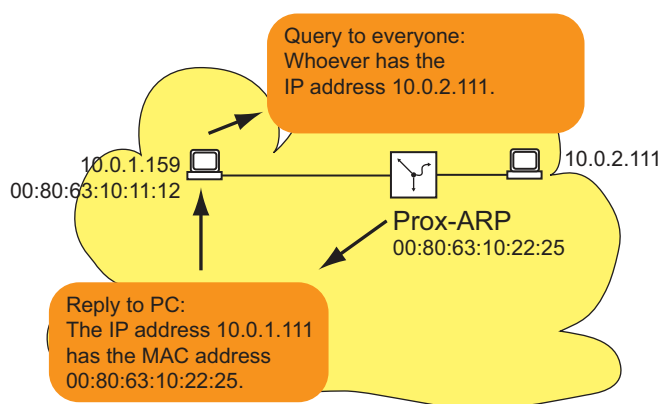 Query to everyone:
Whoever has the
IP address 10.0.2.111.
10.0.1.159
00:80:63:10:11:12
10.0.2.111
Prox-ARP
00:80:63:10:22:25
Reply to PC:
The IP address 10.0.1.111
has the MAC address
00:80:63:10:22:25.